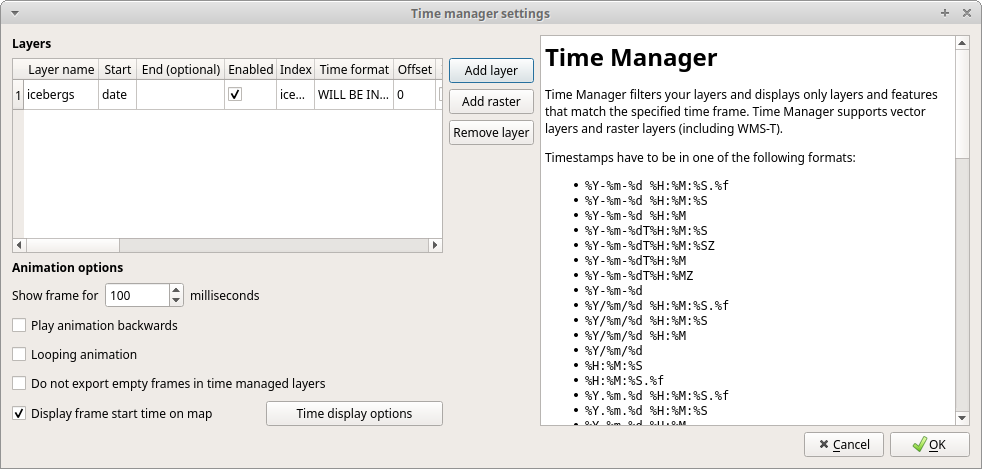 Time manager settings
Layers
Layer name Start End (optional) Enabled Index Time format Offset
1 icebergs date ice... WILL BE IN... 0
Add layer
Add raster
Remove layer
Animation options
Show frame for 100 milliseconds
Play animation backwards
Looping animation
Do not export empty frames in time managed layers
Display frame start time on map
Time display options
Time Manager
Time Manager filters your layers and displays only layers and features
that match the specified time frame. Time Manager supports vector
layers and raster layers (including WMS-T).
Timestamps have to be in one of the following formats:
• %Y-%m-%d %H:%M:%S.%f
• %Y-%m-%d %H:%M:%S
• %Y-%m-%d %H:%M
• %Y-%m-%dT%H:%M:%S
• %Y-%m-%dT%H:%M:%SZ
• %Y-%m-%dT%H:%M
• %Y-%m-%dT%H:%MZ
• %Y-%m-%d
• %Y/%m/%d %H:%M:%S.%f
• %Y/%m/%d %H:%M:%S
• %Y/%m/%d %H:%M
• %Y/%m/%d
• %H:%M:%S
• %H:%M:%S.%f
• %Y.%m.%d %H:%M:%S.%f
• %Y.%m.%d %H:%M:%S
• %Y.%m.%d %H:%M
Cancel
OK